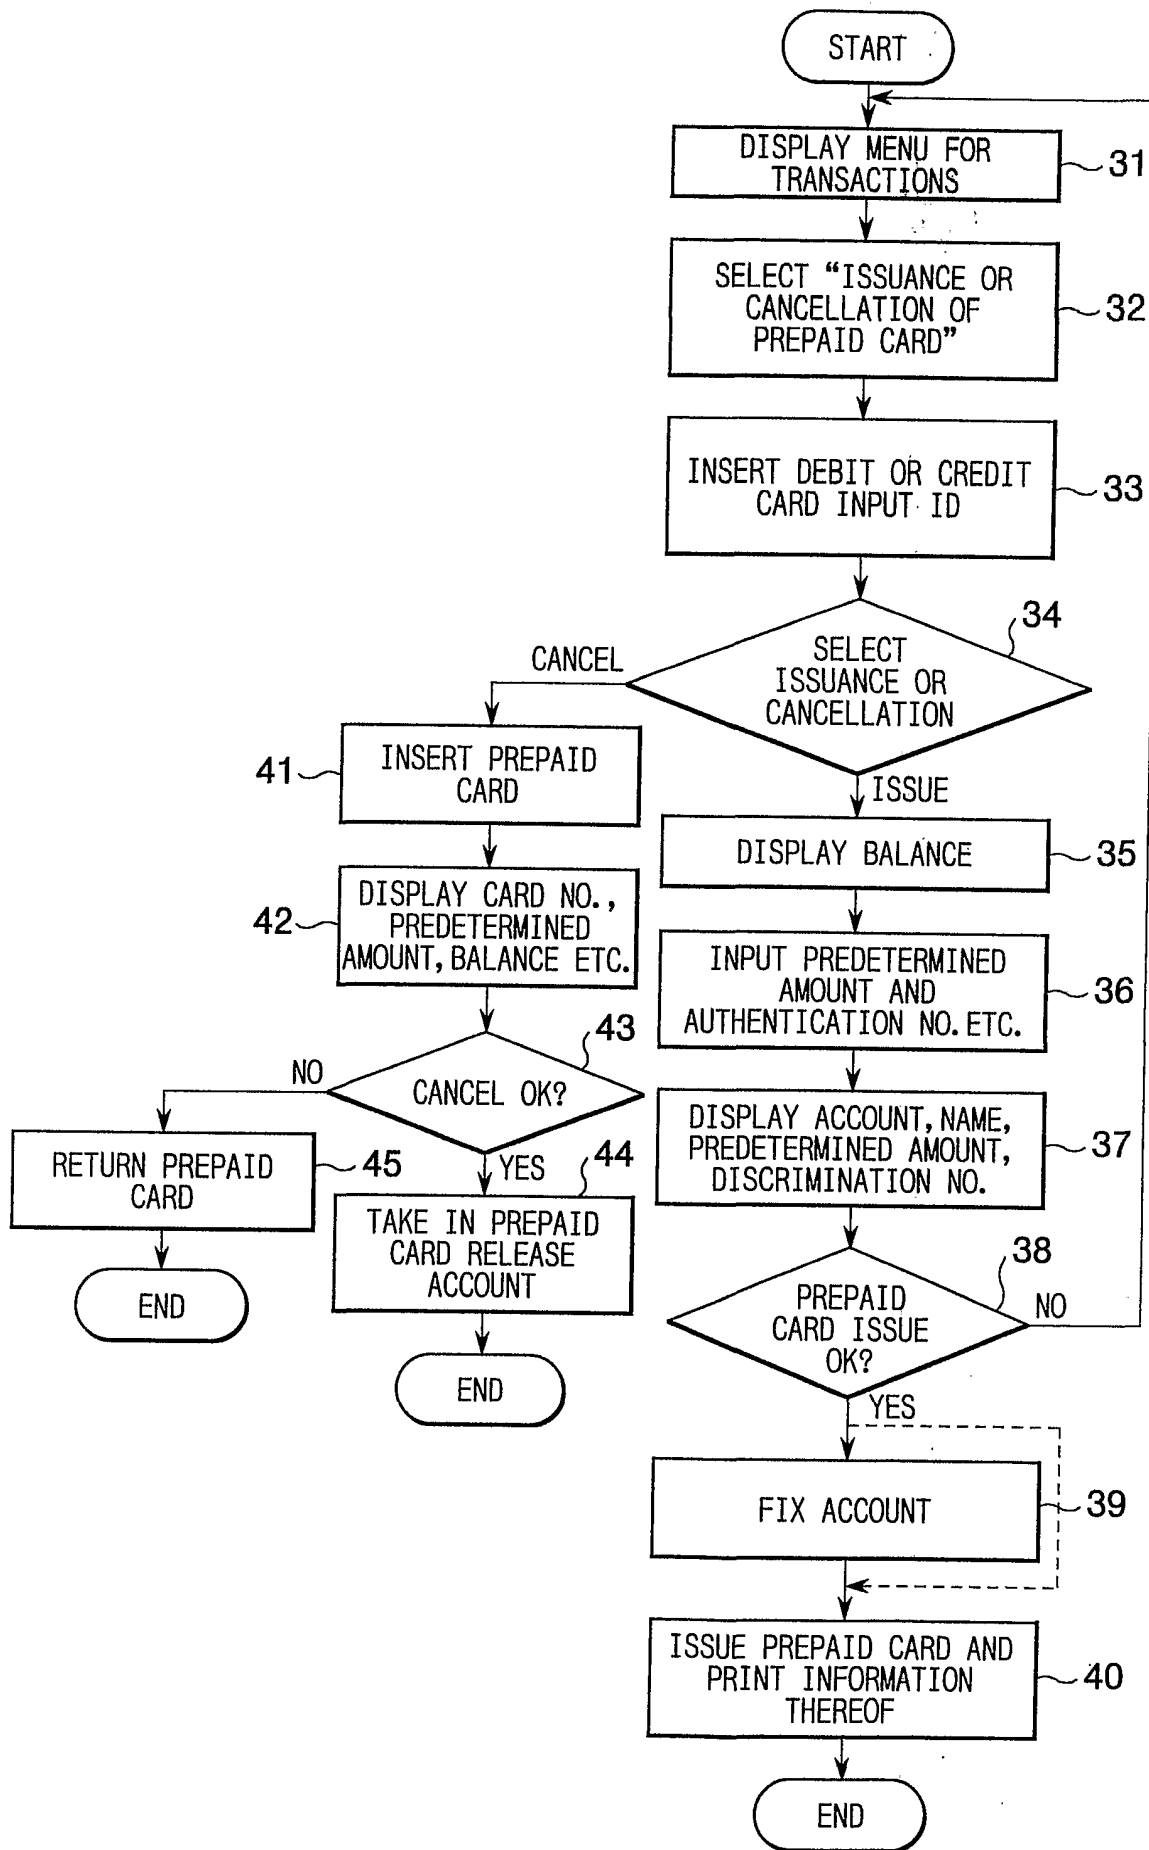 START
DISPLAY MENU FOR
TRANSACTIONS
31
SELECT “ISSUANCE OR
CANCELLATION OF
PREPAID CARD”
32
INSERT DEBIT OR CREDIT
CARD INPUT ID
33
SELECT
ISSUANCE OR
CANCELLATION
34
CANCEL
ISSUE
41
INSERT PREPAID
CARD
42
DISPLAY CARD NO.,
PREDETERMINED
AMOUNT, BALANCE ETC.
CANCEL OK?
43
NO
YES
RETURN PREPAID
CARD
45
END
44
TAKE IN PREPAID
CARD RELEASE
ACCOUNT
END
DISPLAY BALANCE
35
INPUT PREDETERMINED
AMOUNT AND
AUTHENTICATION NO. ETC.
36
DISPLAY ACCOUNT, NAME,
PREDETERMINED AMOUNT,
DISCRIMINATION NO.
37
PREPAID
CARD ISSUE
OK?
38
NO
YES
FIX ACCOUNT
39
ISSUE PREPAID CARD AND
PRINT INFORMATION
THEREOF
40
END